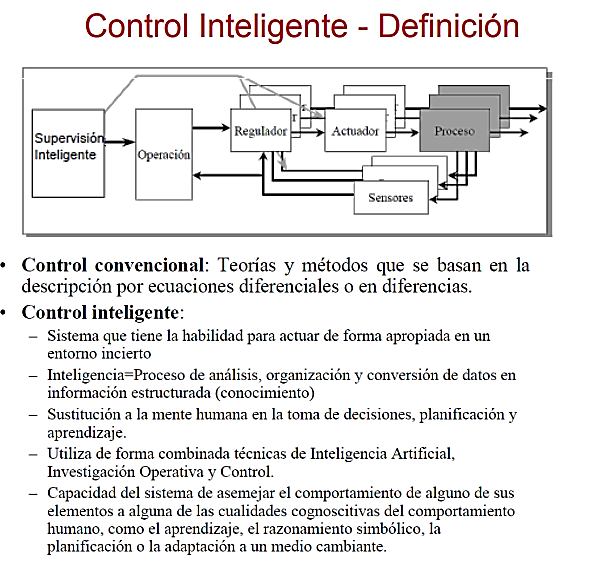 Control Inteligente - Definición
Supervisión
Inteligente
Operación
Regulador
r
Actuador
r
Proceso
Sensores
• Control convencional: Teorías y métodos que se basan en la
descripción por ecuaciones diferenciales o en diferencias.
• Control inteligente:
– Sistema que tiene la habilidad para actuar de forma apropiada en un
entorno incierto
– Inteligencia=Proceso de análisis, organización y conversión de datos en
información estructurada (conocimiento)
– Sustitución a la mente humana en la toma de decisiones, planificación y
aprendizaje.
– Utiliza de forma combinada técnicas de Inteligencia Artificial,
Investigación Operativa y Control.
– Capacidad del sistema de asemejar el comportamiento de alguno de sus
elementos a alguna de las cualidades cognoscitivas del comportamiento
humano, como el aprendizaje, el razonamiento simbólico, la
planificación o la adaptación a un medio cambiante.